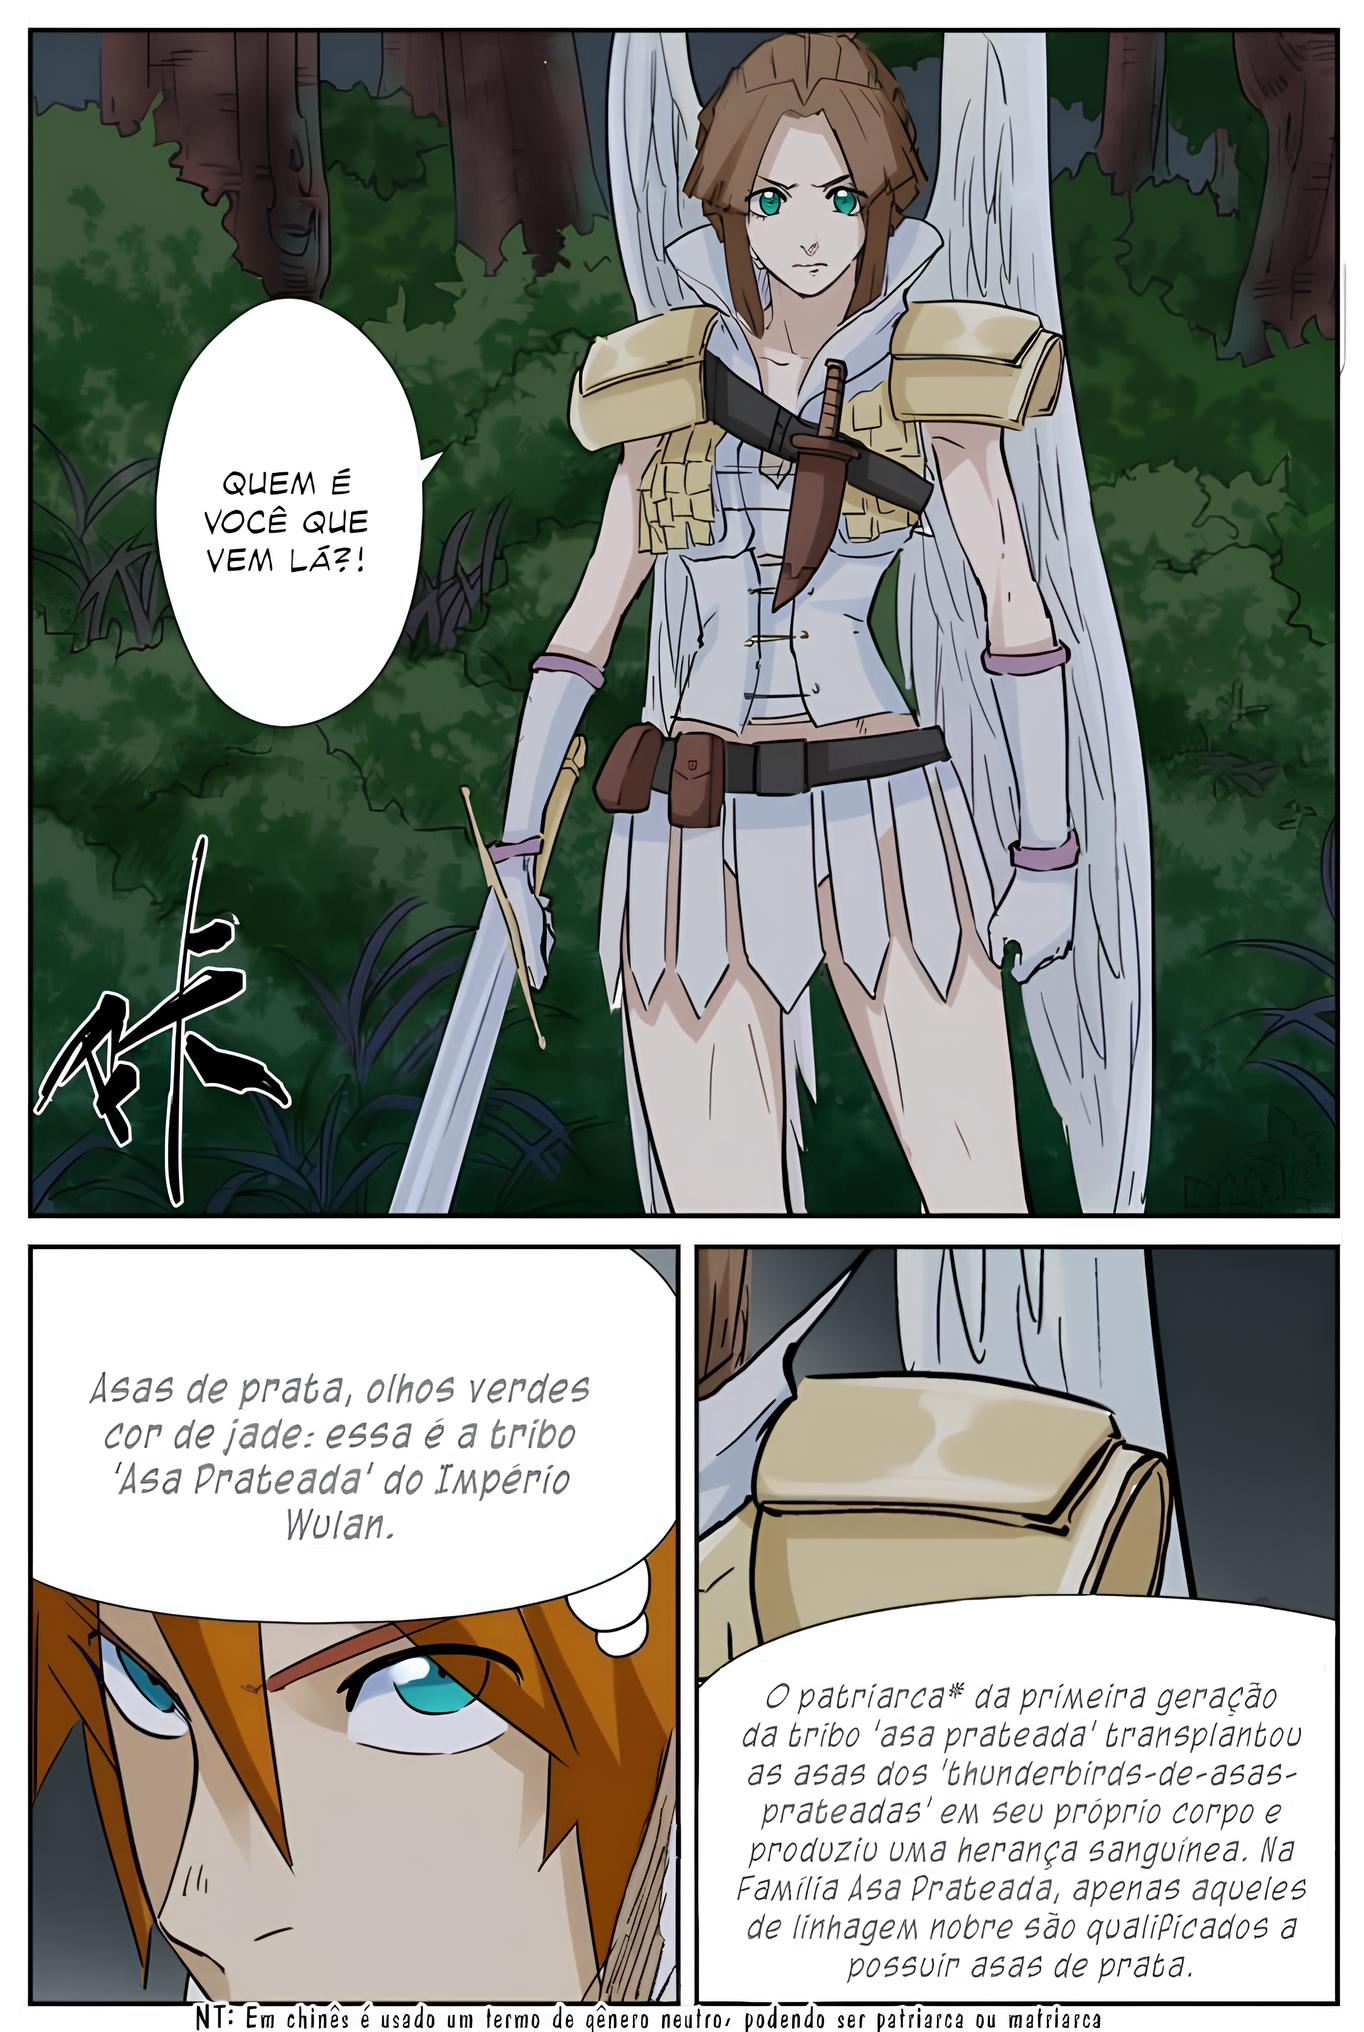 QUEM É
VOCÊ QUE
VEM LÁ?!
咔
Asas de prata, olhos verdes
cor de jade: essa é a tribo
'Asa Prateada' do Império
Wulan.
O patriarca* da primeira geração
da tribo 'asa prateada' transplantou
as asas dos 'thunderbirds-de-asas-
prateadas' em seu próprio corpo e
produziu uma herança sanguínea. Na
Família Asa Prateada, apenas aqueles
de linhagem nobre são qualificados a
possuir asas de prata.
NT: Em chinês é usado um termo de gênero neutro, podendo ser patriarca ou matriarca